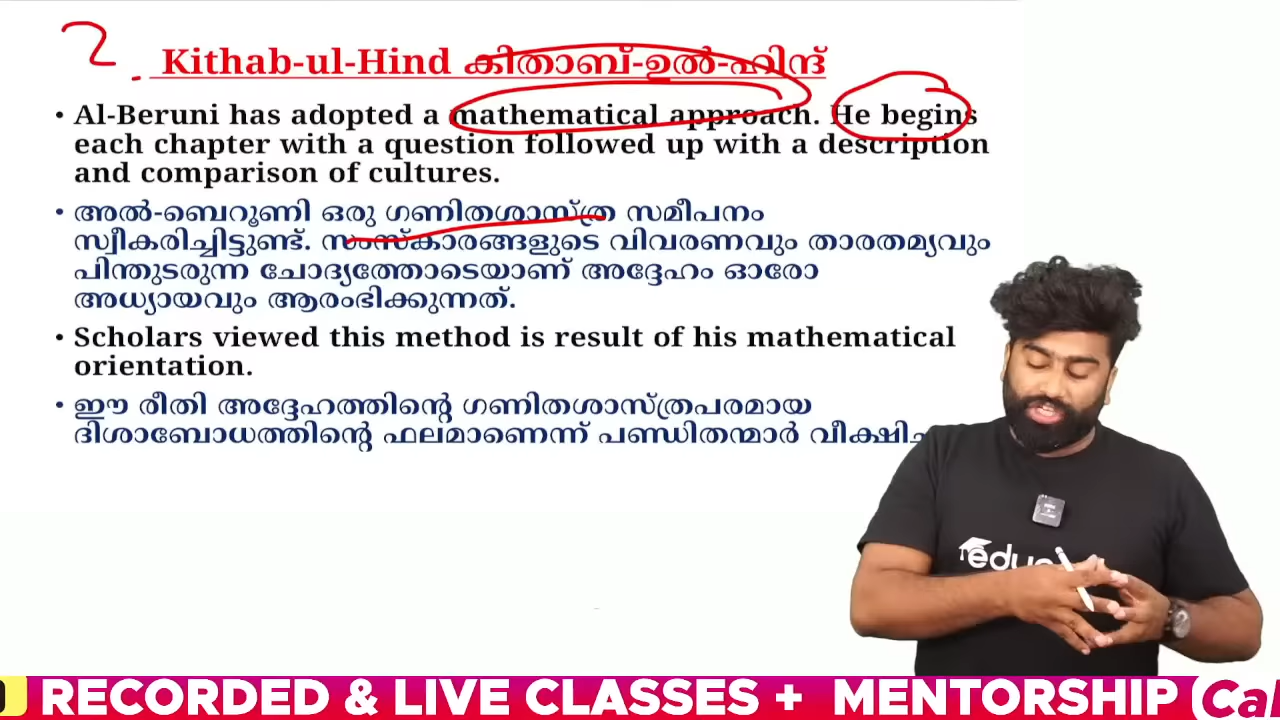 2
. Kithab-ul-Hind കിതാബ്-ഉൽ-ഹിന്ദ്
• Al-Beruni has adopted a mathematical approach. He begins
each chapter with a question followed up with a description
and comparison of cultures.
• അൽ-ബെറൂണി ഒരു ഗണിതശാസ്ത്ര സമീപനം
സ്വീകരിച്ചിട്ടുണ്ട്. സംസ്കാരങ്ങളുടെ വിവരണവും താരതമ്യവും
പിന്തുടരുന്ന ചോദ്യത്തോടെയാണ് അദ്ദേഹം ഓരോ
അധ്യായവും ആരംഭിക്കുന്നത്.
• Scholars viewed this method is result of his mathematical
orientation.
• ഈ രീതി അദ്ദേഹത്തിന്റെ ഗണിതശാസ്ത്രപരമായ
ദിശാബോധത്തിന്റെ ഫലമാണെന്ന് പണ്ഡിതന്മാർ
RECORDED & LIVE CLASSES + MENTORSHIP (